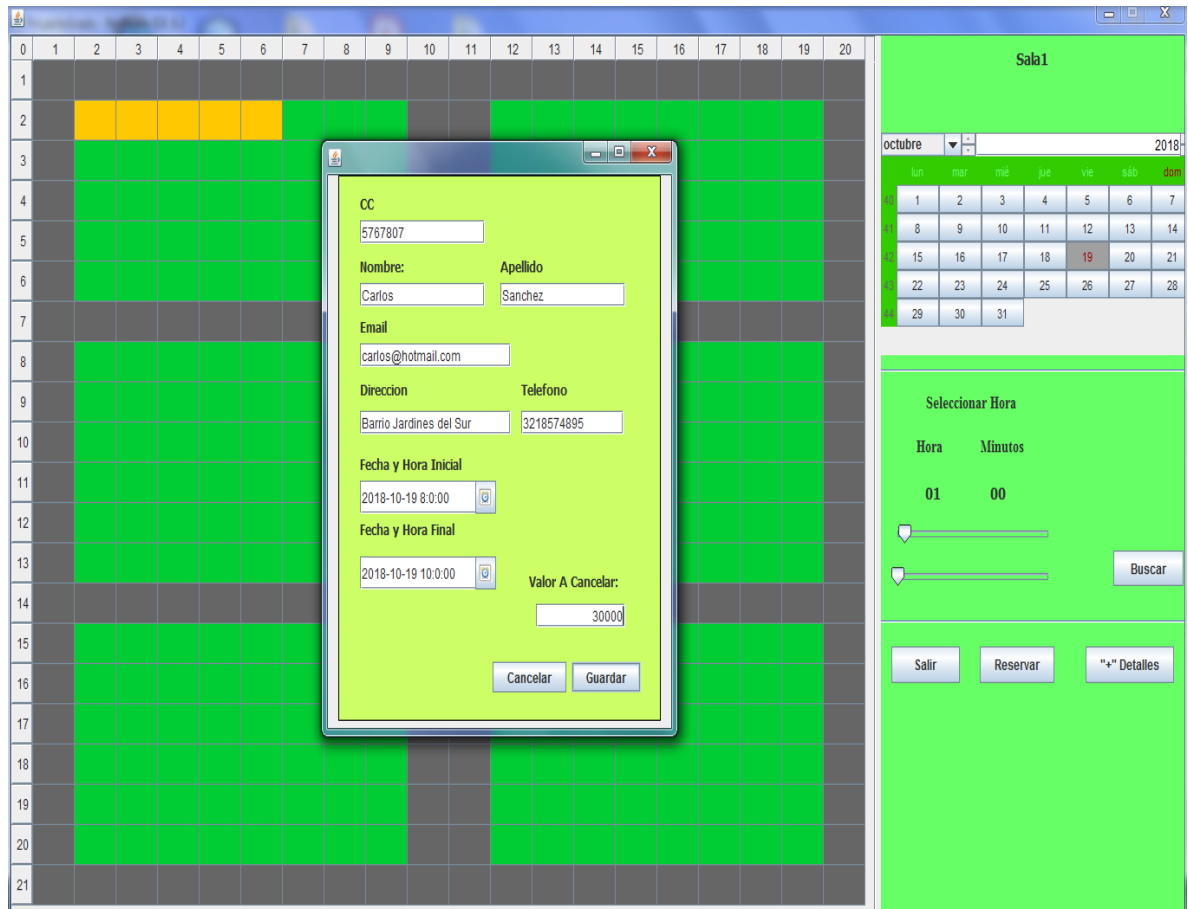 0 1 2 3 4 5 6 7 8 9 10 11 12 13 14 15 16 17 18 19 20
1
2
3
4
5
6
7
8
9
10
11
12
13
14
15
16
17
18
19
20
21
CC
5767807
Nombre: Apellido
Carlos Sanchez
Email
carlos@hotmail.com
Direccion Telefono
Barrio Jardines del Sur 3218574895
Fecha y Hora Inicial
2018-10-19 8:0:00
Fecha y Hora Final
2018-10-19 10:0:00
Valor A Cancelar:
30000
Cancelar Guardar
Sala1
octubre 2018
lun mar mié jue vie sáb dom
40 1 2 3 4 5 6 7
41 8 9 10 11 12 13 14
42 15 16 17 18 19 20 21
43 22 23 24 25 26 27 28
44 29 30 31
Seleccionar Hora
Hora Minutos
01 00
Buscar
Salir Reservar "+" Detalles